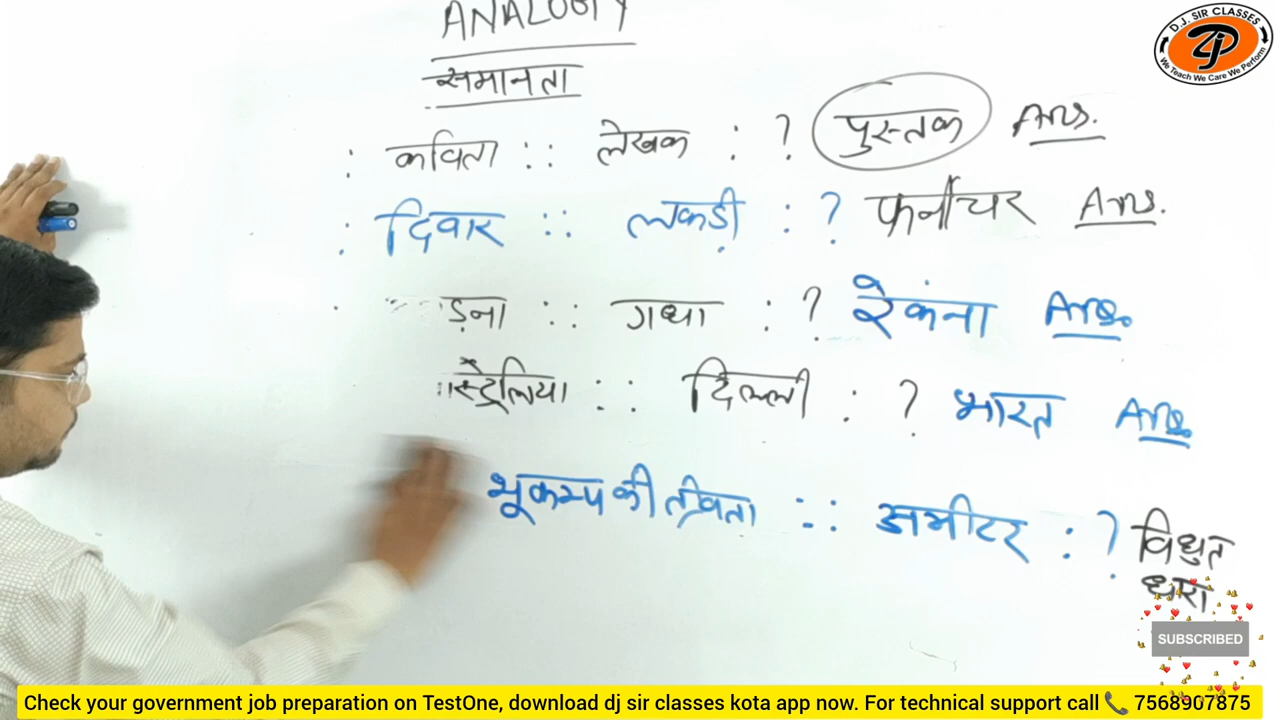 ANALOGY
समानता
: कविता :: लेखक : ? पुस्तक Ans.
: दिवार :: लकड़ी : ? फर्नीचर Ans.
ड़ना :: गधा : ? रेकंना Ans.
स्ट्रेलिया :: दिल्ली : ? भारत Ans.
भूकम्प की तीव्रता :: अमीटर : ? विधुत
धारा
D.J. SIR CLASSES
We Teach We Care We Perform
SUBSCRIBED
Check your government job preparation on TestOne, download dj sir classes kota app now. For technical support call 📞 7568907875